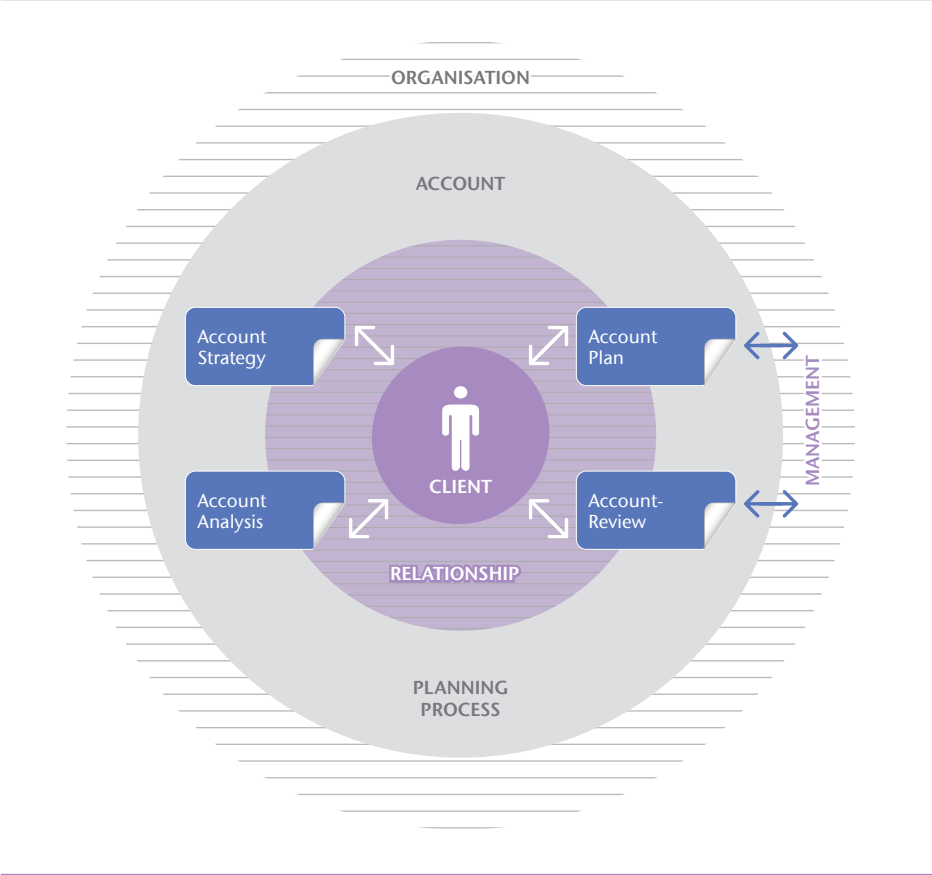 ORGANISATION
ACCOUNT
Account
Strategy
Account
Plan
MANAGEMENT
CLIENT
Account
Analysis
Account-
Review
RELATIONSHIP
PLANNING
PROCESS